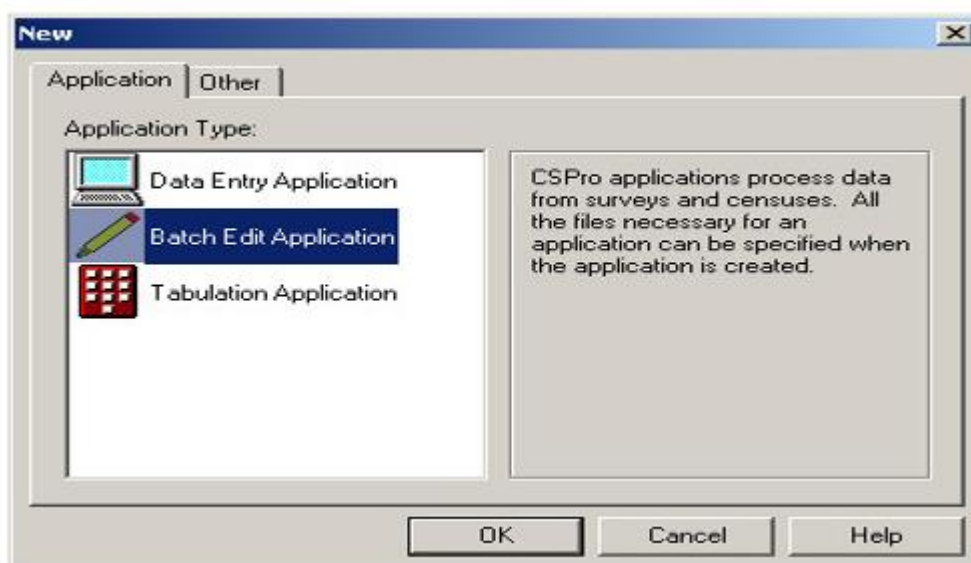 New
Application Other
Application Type:
Data Entry Application
Batch Edit Application
Tabulation Application
CSPro applications process data
from surveys and censuses. All
the files necessary for an
application can be specified when
the application is created.
OK Cancel Help